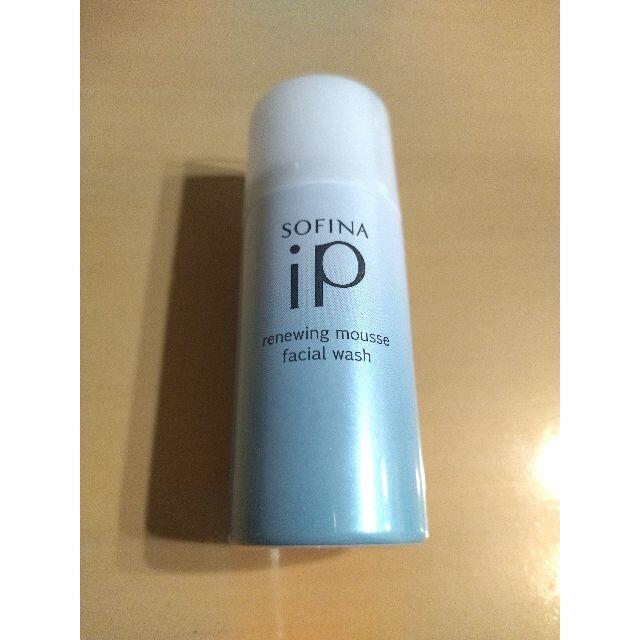 SOFINA
iP
renewing mousse
facial wash